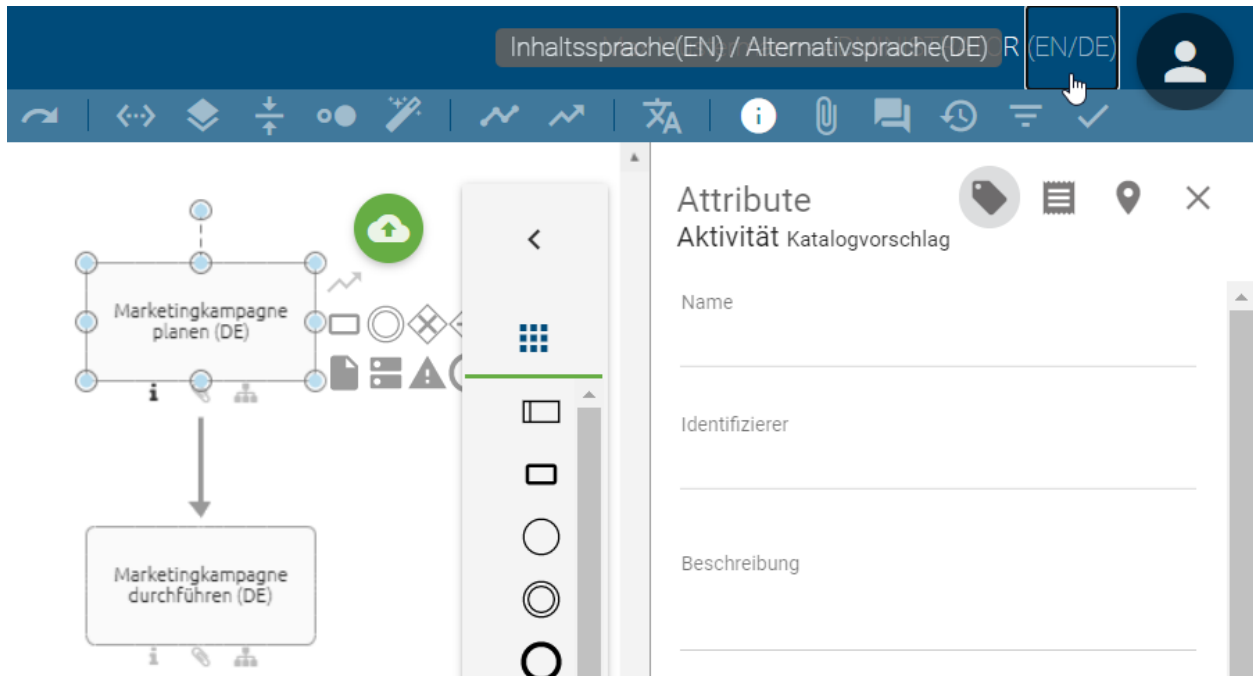 Inhaltssprache(EN) / Alternativsprache(DE) R (EN/DE)
Attribute
Aktivität Katalogvorschlag
Name
Identifizierer
Beschreibung
Marketingkampagne
planen (DE)
Marketingkampagne
durchführen (DE)